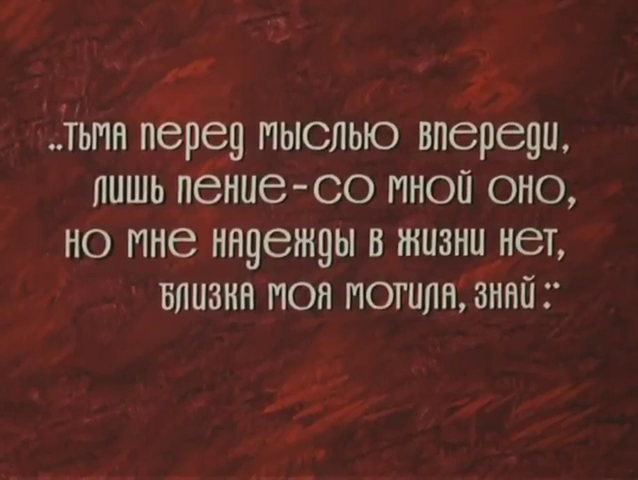 ..тьма перед мыслью впереди,
лишь пение-со мной оно,
но мне надежды в жизни нет,
близка моя могила, знай :··